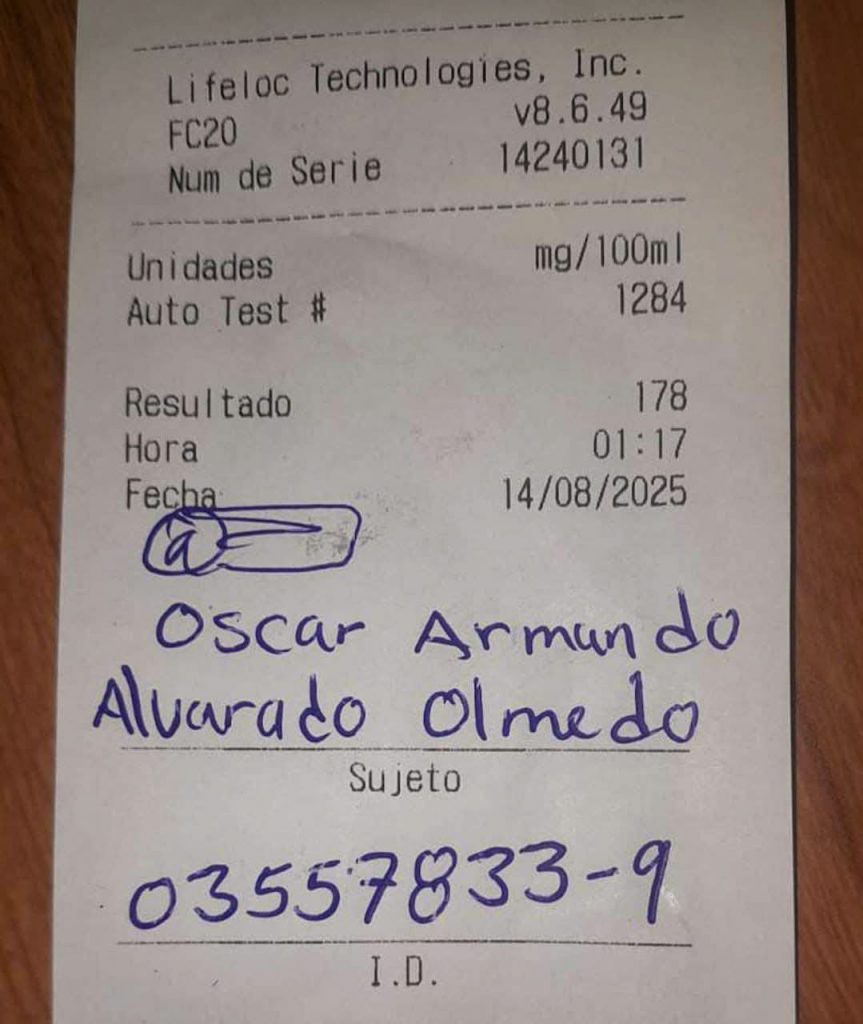 Lifeloc Technologies, Inc.
FC20 v8.6.49
Num de Serie 14240131
Unidades mg/100ml
Auto Test # 1284
Resultado 178
Hora 01:17
Fecha 14/08/2025
Oscar Armando
Alvarado Olmedo
Sujeto
03557833-9
I.D.